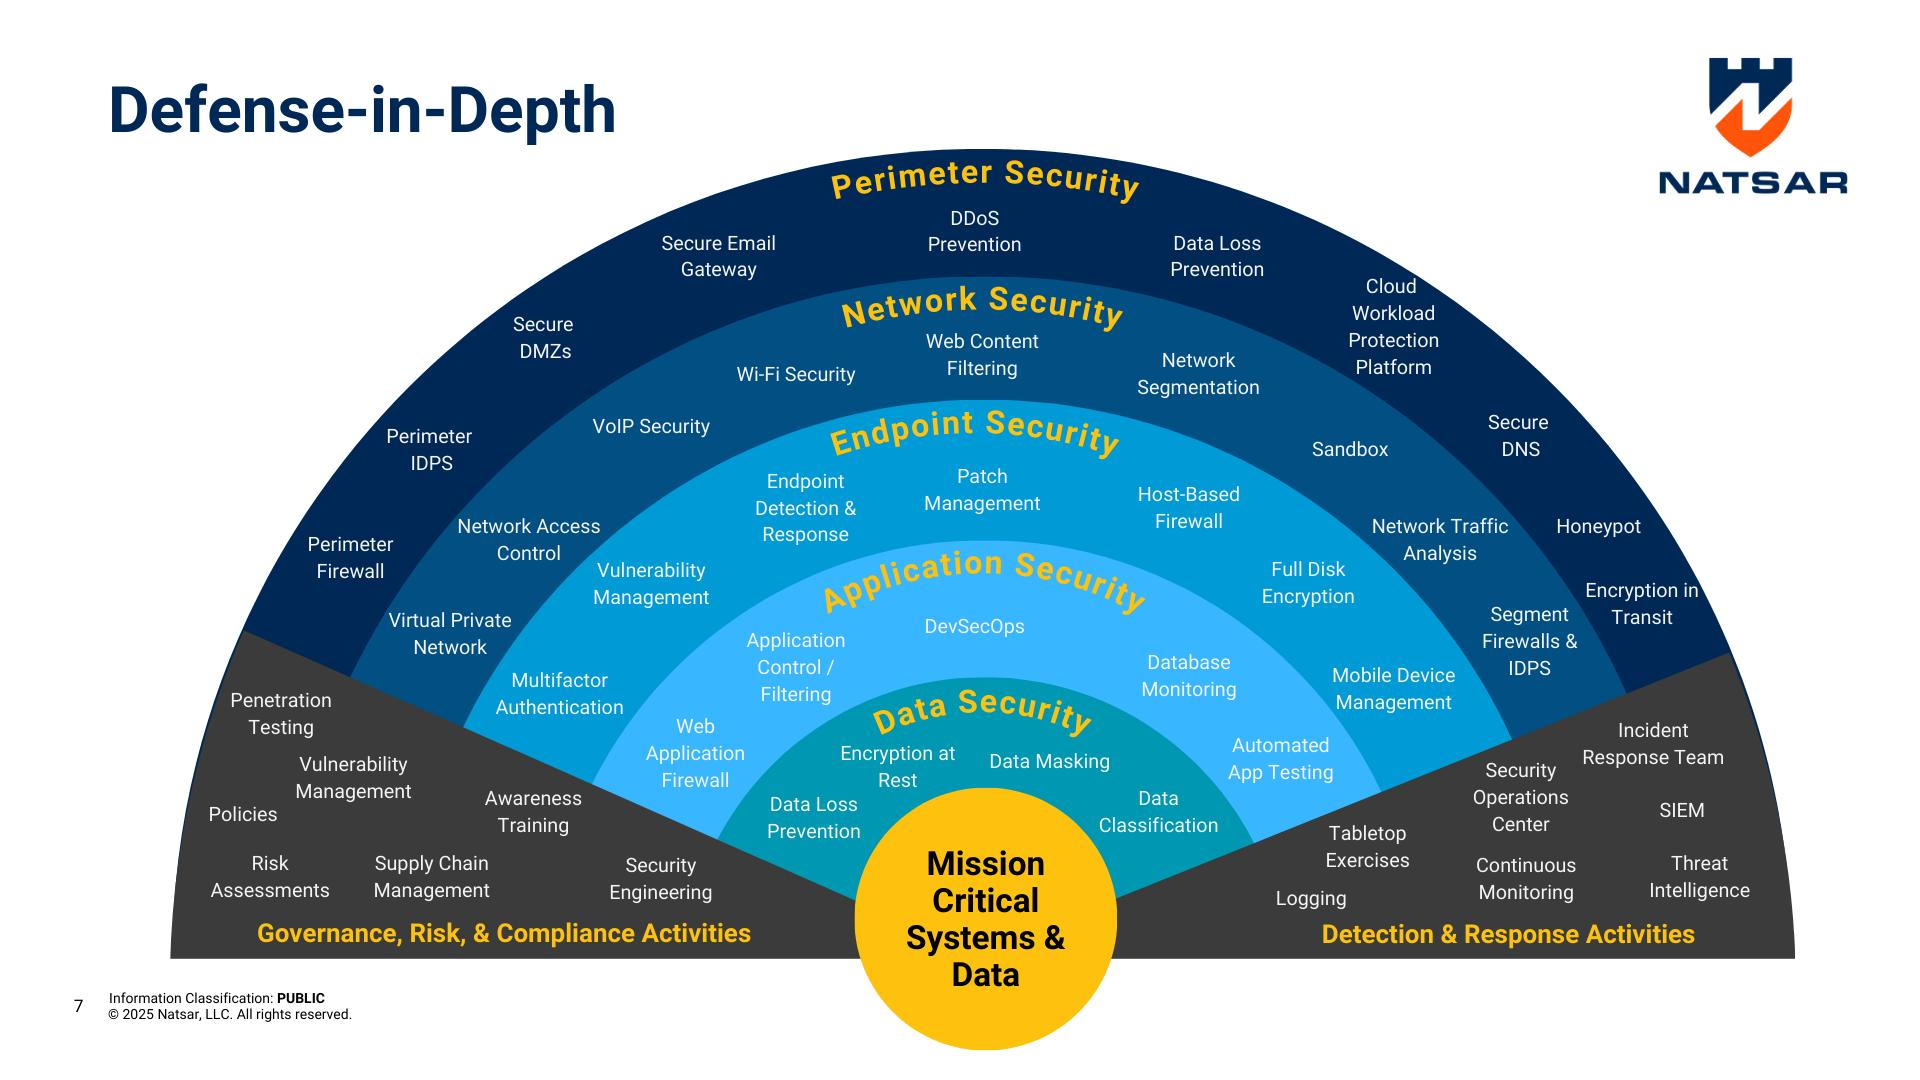 Defense-in-Depth
NATSAR
Perimeter Security
DDoS
Prevention
Secure Email
Gateway
Data Loss
Prevention
Secure
DMZs
Cloud
Workload
Protection
Platform
Perimeter
IDPS
Secure
DNS
Perimeter
Firewall
Honeypot
Encryption in
Transit
Network Security
Web Content
Filtering
Wi-Fi Security
Network
Segmentation
VoIP Security
Sandbox
Network Access
Control
Network Traffic
Analysis
Virtual Private
Network
Segment
Firewalls &
IDPS
Endpoint Security
Endpoint
Detection &
Response
Patch
Management
Host-Based
Firewall
Vulnerability
Management
Full Disk
Encryption
Multifactor
Authentication
Mobile Device
Management
Application Security
Application
Control /
Filtering
DevSecOps
Database
Monitoring
Web
Application
Firewall
Automated
App Testing
Data Security
Encryption at
Rest
Data Masking
Data Loss
Prevention
Data
Classification
Mission
Critical
Systems &
Data
Penetration
Testing
Vulnerability
Management
Policies
Awareness
Training
Risk
Assessments
Supply Chain
Management
Security
Engineering
Governance, Risk, & Compliance Activities
Incident
Response Team
Security
Operations
Center
SIEM
Tabletop
Exercises
Continuous
Monitoring
Threat
Intelligence
Logging
Detection & Response Activities
7
Information Classification: PUBLIC
© 2025 Natsar, LLC. All rights reserved.